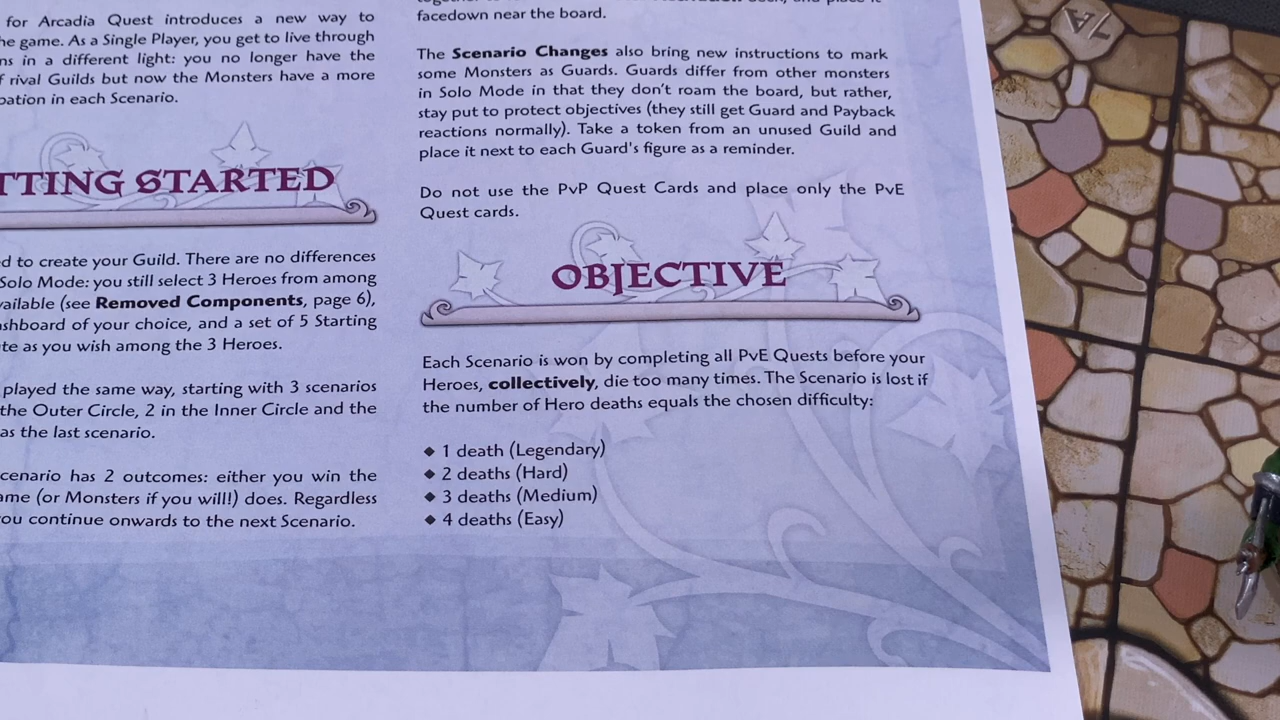 for Arcadia Quest introduces a new way to
he game. As a Single Player, you get to live through
ns in a different light: you no longer have the
f rival Guilds but now the Monsters have a more
pation in each Scenario.
TTING STARTED
d to create your Guild. There are no differences
Solo Mode: you still select 3 Heroes from among
vailable (see Removed Components, page 6),
shboard of your choice, and a set of 5 Starting
te as you wish among the 3 Heroes.
played the same way, starting with 3 scenarios
the Outer Circle, 2 in the Inner Circle and the
as the last scenario.
cenario has 2 outcomes: either you win the
ame (or Monsters if you will!) does. Regardless
ou continue onwards to the next Scenario.
facedown near the board.
The Scenario Changes also bring new instructions to mark
some Monsters as Guards. Guards differ from other monsters
in Solo Mode in that they don't roam the board, but rather,
stay put to protect objectives (they still get Guard and Payback
reactions normally). Take a token from an unused Guild and
place it next to each Guard's figure as a reminder.
Do not use the PvP Quest Cards and place only the PvE
Quest cards.
OBJECTIVE
Each Scenario is won by completing all PvE Quests before your
Heroes, collectively, die too many times. The Scenario is lost if
the number of Hero deaths equals the chosen difficulty:
◆ 1 death (Legendary)
◆ 2 deaths (Hard)
◆ 3 deaths (Medium)
◆ 4 deaths (Easy)
7A